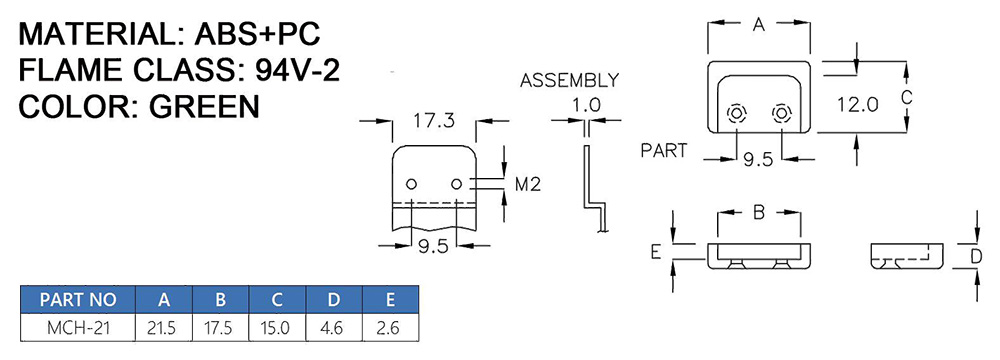 MATERIAL: ABS+PC
FLAME CLASS: 94V-2
COLOR: GREEN
ASSEMBLY
1.0
17.3
M2
9.5
A
C
12.0
PART
9.5
B
E
D
PART NO A B C D E
MCH-21 21.5 17.5 15.0 4.6 2.6